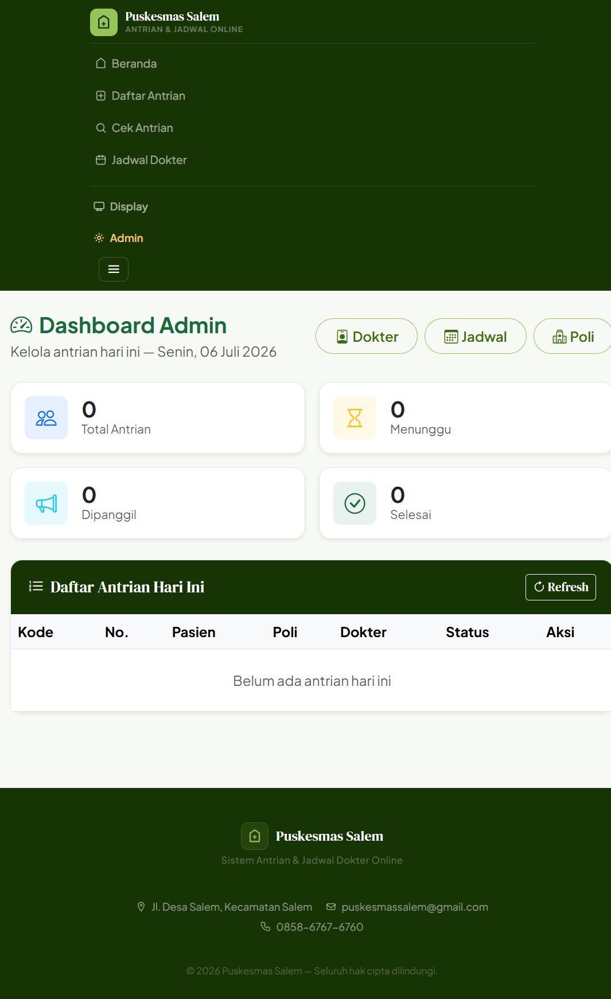 Puskesmas Salem
ANTRIAN & JADWAL ONLINE
Beranda
Daftar Antrian
Cek Antrian
Jadwal Dokter
Display
Admin
Dashboard Admin
Kelola antrian hari ini — Senin, 06 Juli 2026
Dokter
Jadwal
Poli
0
Total Antrian
0
Menunggu
0
Dipanggil
0
Selesai
Daftar Antrian Hari Ini
Refresh
Kode No. Pasien Poli Dokter Status Aksi
Belum ada antrian hari ini
Puskesmas Salem
Sistem Antrian & Jadwal Dokter Online
Jl. Desa Salem, Kecamatan Salem puskesmassalem@gmail.com
0858-6767-6760
© 2026 Puskesmas Salem — Seluruh hak cipta dilindungi.